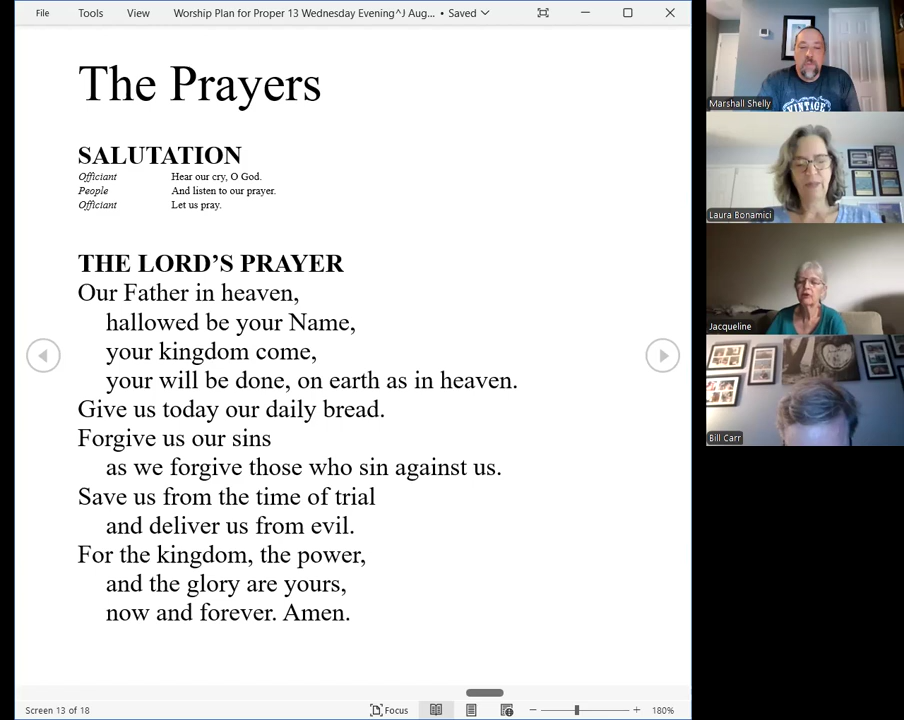 File Tools View Worship Plan for Proper 13 Wednesday Evening^J Aug... • Saved
The Prayers
SALUTATION
Officiant Hear our cry, O God.
People And listen to our prayer.
Officiant Let us pray.
THE LORD'S PRAYER
Our Father in heaven,
hallowed be your Name,
your kingdom come,
your will be done, on earth as in heaven.
Give us today our daily bread.
Forgive us our sins
as we forgive those who sin against us.
Save us from the time of trial
and deliver us from evil.
For the kingdom, the power,
and the glory are yours,
now and forever. Amen.
Screen 13 of 18 Focus 180%
VINTAGE
Marshall Shelly
Laura Bonamici
Jacqueline
Bill Carr